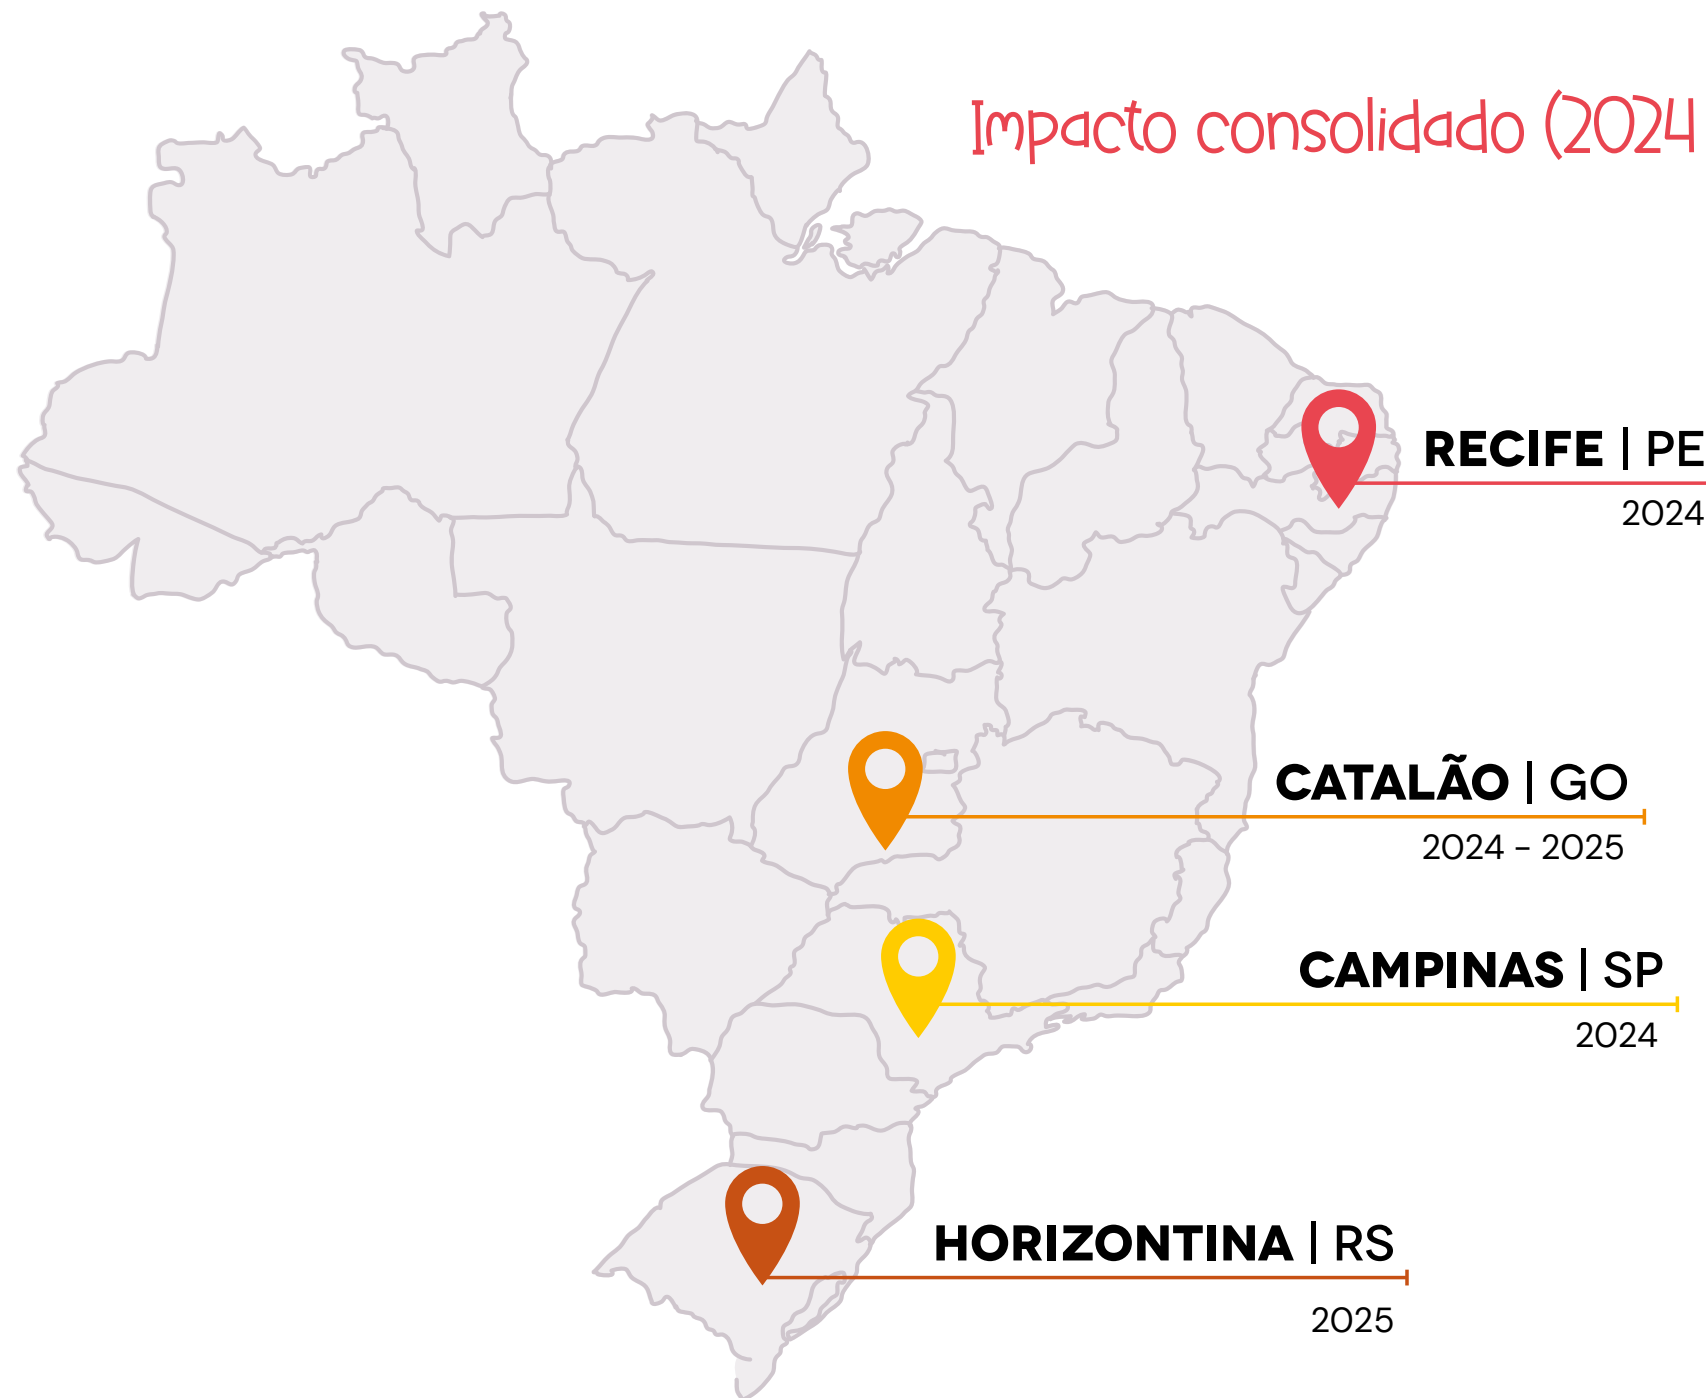 Impacto consolidado (2024
RECIFE | PE
2024
CATALÃO | GO
2024 - 2025
CAMPINAS | SP
2024
HORIZONTINA | RS
2025